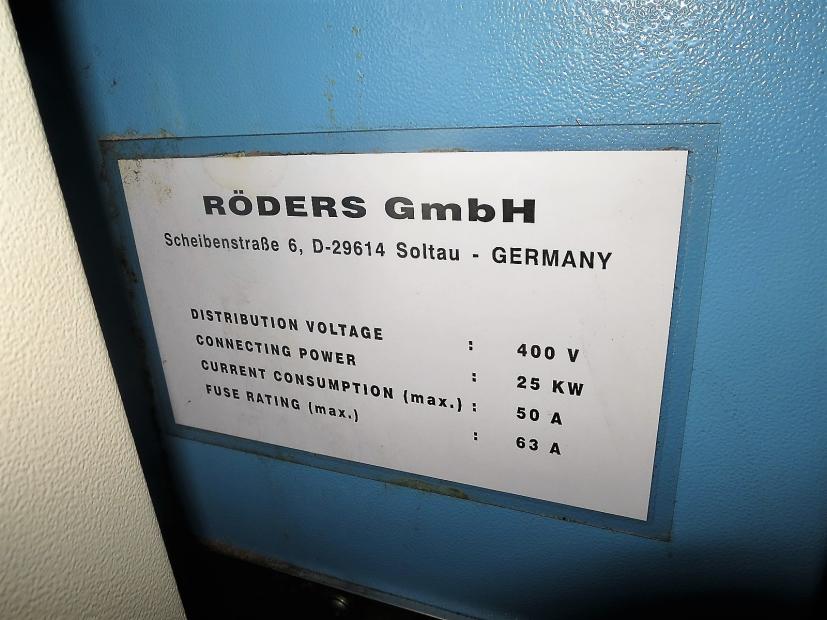 RÖDERS GmbH
Scheibenstraße 6, D-29614 Soltau - GERMANY
DISTRIBUTION VOLTAGE : 400 V
CONNECTING POWER : 25 KW
CURRENT CONSUMPTION (max.) : 50 A
FUSE RATING (max.) : 63 A